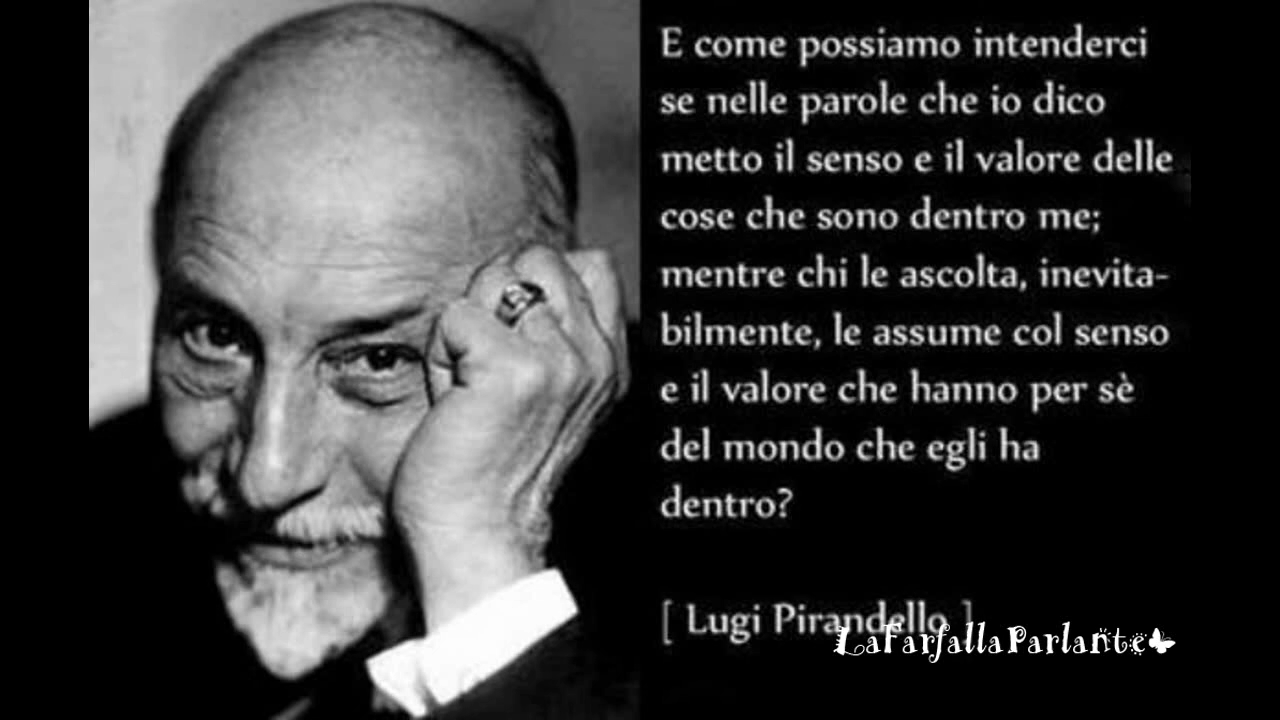 E come possiamo intenderci
se nelle parole che io dico
metto il senso e il valore delle
cose che sono dentro me;
mentre chi le ascolta, inevita-
bilmente, le assume col senso
e il valore che hanno per sè
del mondo che egli ha
dentro?
[ Lugi Pirandello ]
LaFarfallaParlante